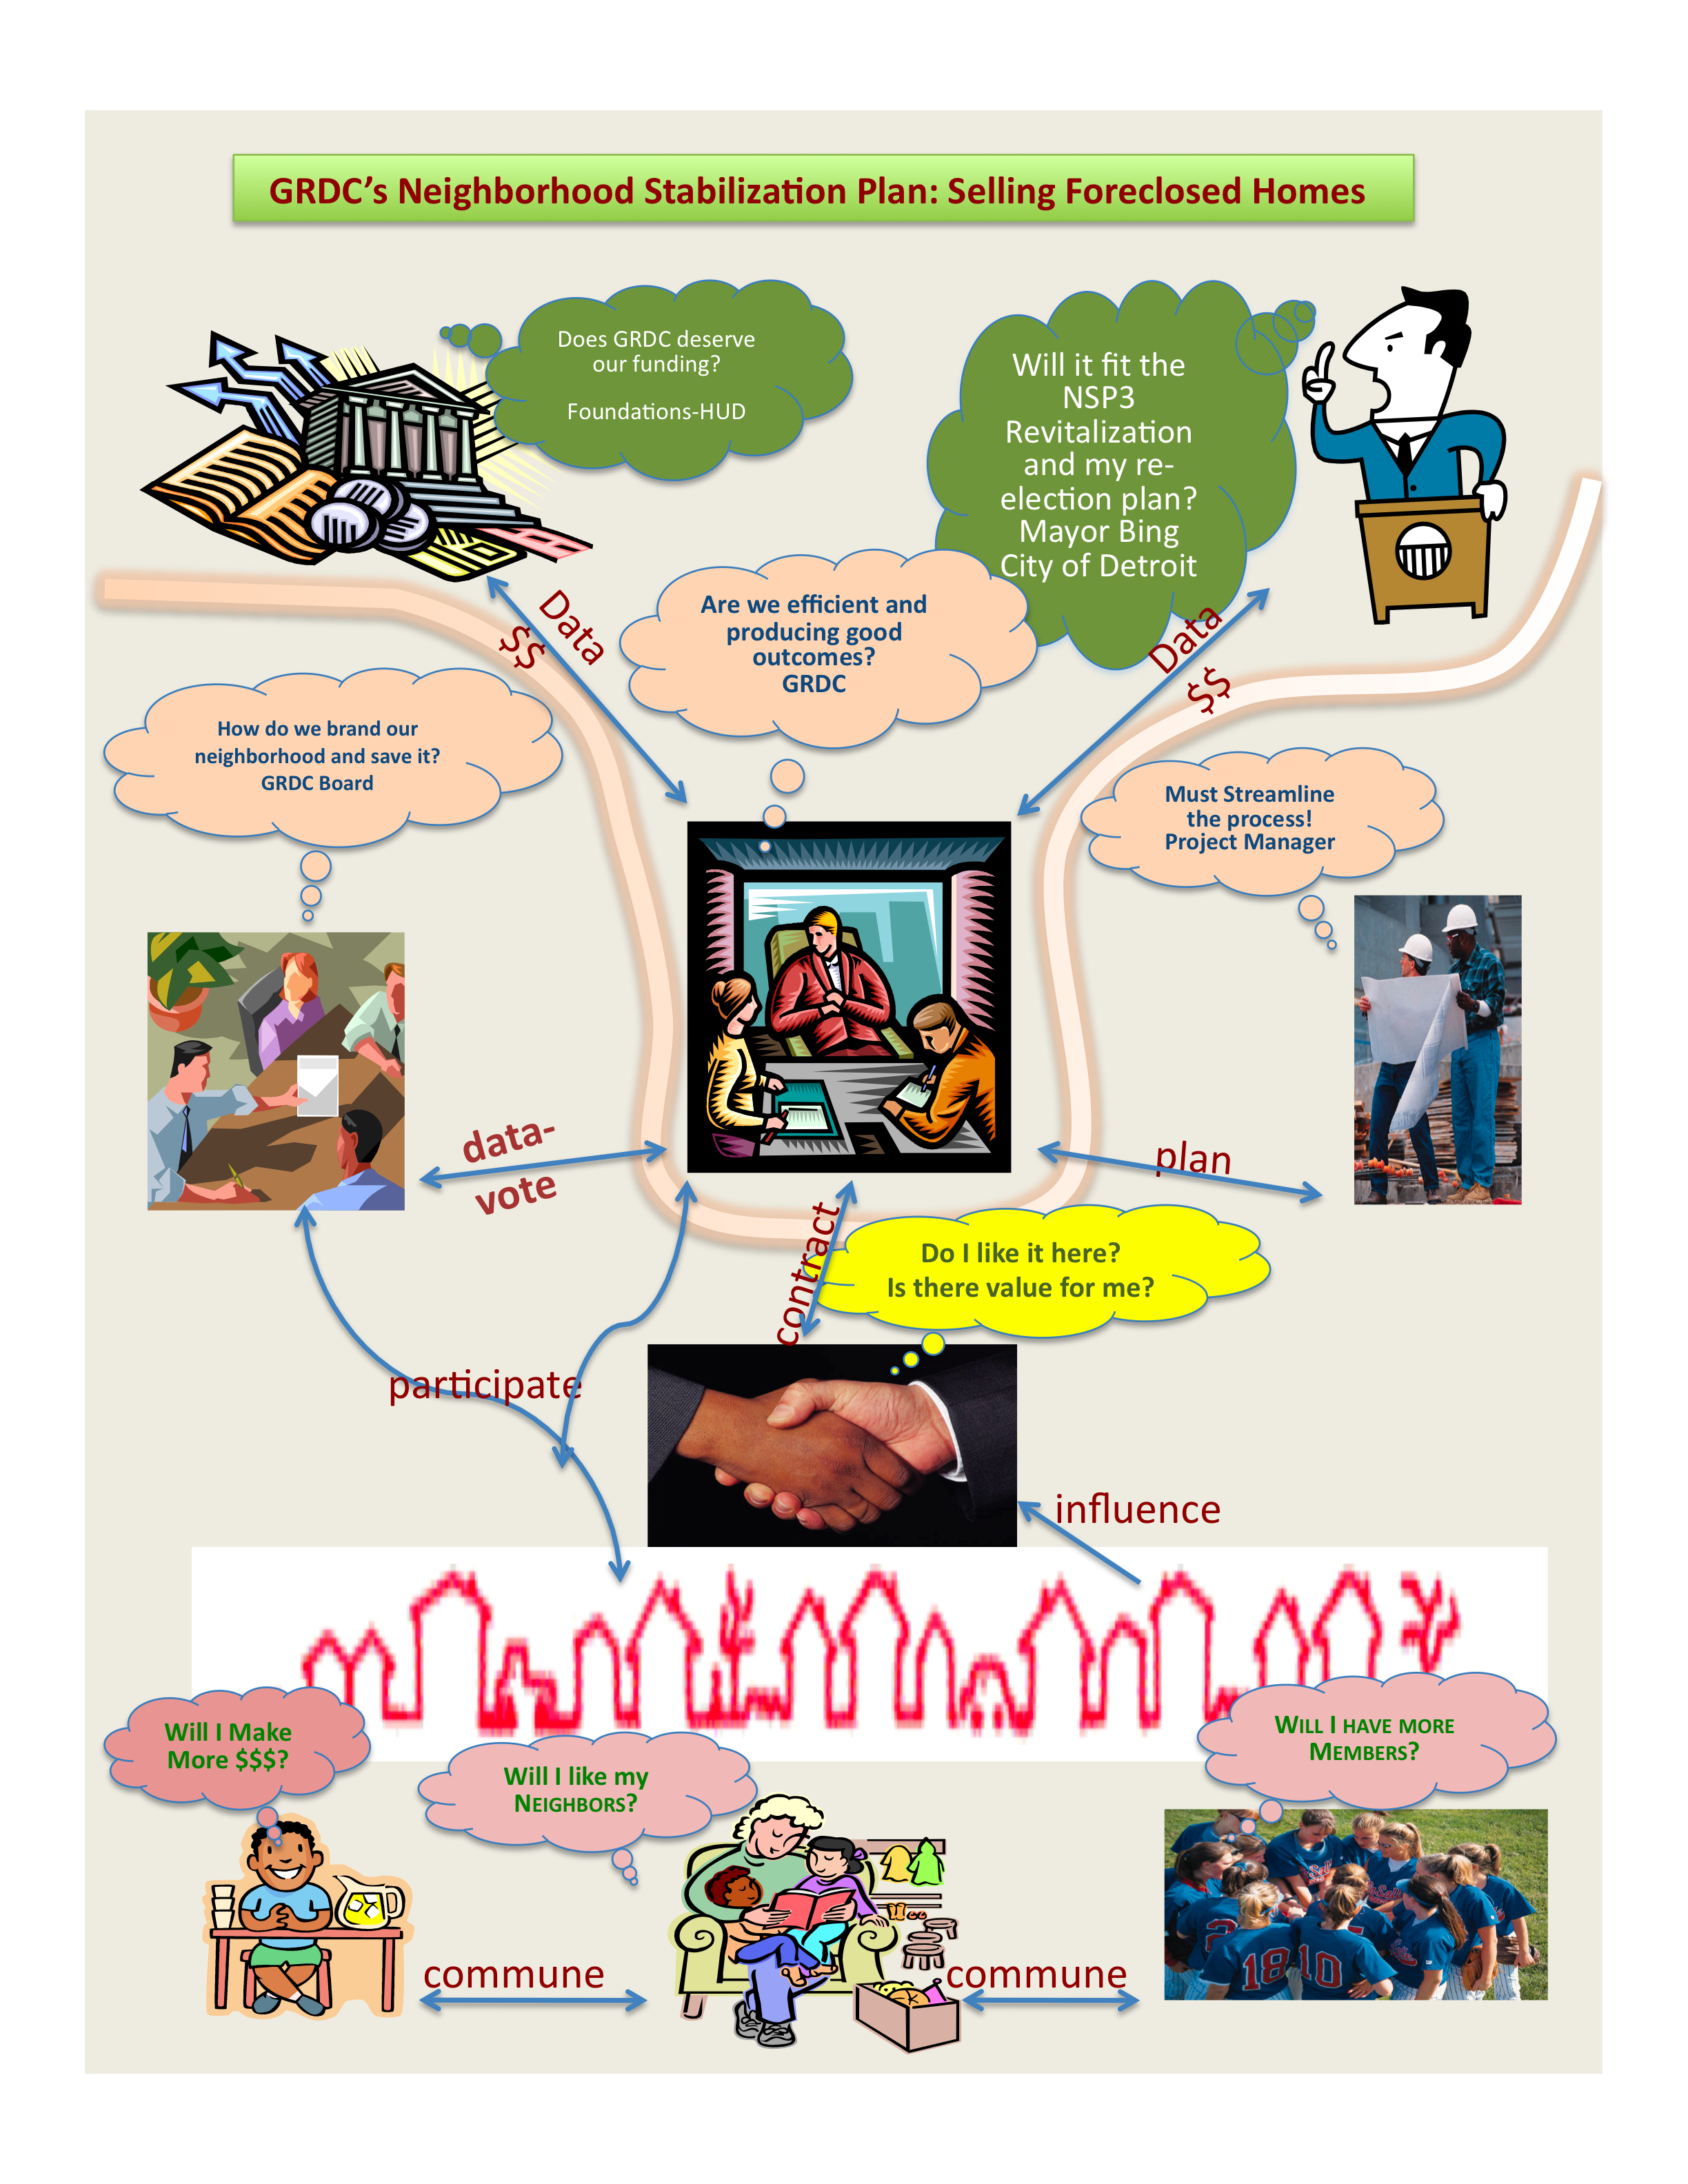 GRDC’s Neighborhood Stabilization Plan: Selling Foreclosed Homes
Does GRDC deserve
our funding?
Foundations-HUD
Will it fit the
NSP3
Revitalization
and my re-
election plan?
Mayor Bing
City of Detroit
Data
$$
Are we efficient and
producing good
outcomes?
GRDC
Data
$$
How do we brand our
neighborhood and save it?
GRDC Board
Must Streamline
the process!
Project Manager
data-
vote
plan
contract
Do I like it here?
Is there value for me?
participate
influence
Will I Make
More $$$?
Will I like my
NEIGHBORS?
WILL I HAVE MORE
MEMBERS?
18
10
2
commune
commune